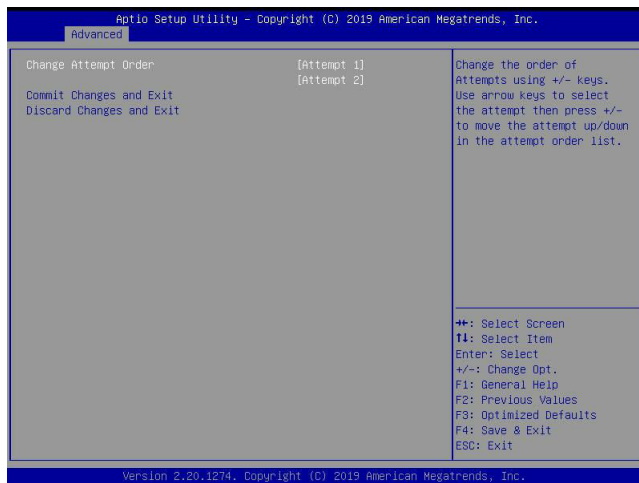 Aptio Setup Utility – Copyright (C) 2019 American Megatrends, Inc.
Advanced
Change Attempt Order [Attempt 1]
[Attempt 2]
Commit Changes and Exit
Discard Changes and Exit
Change the order of
Attempts using +/- keys.
Use arrow keys to select
the attempt then press +/-
to move the attempt up/down
in the attempt order list.
→←: Select Screen
↑↓: Select Item
Enter: Select
+/-: Change Opt.
F1: General Help
F2: Previous Values
F3: Optimized Defaults
F4: Save & Exit
ESC: Exit
Version 2.20.1274. Copyright (C) 2019 American Megatrends, Inc.